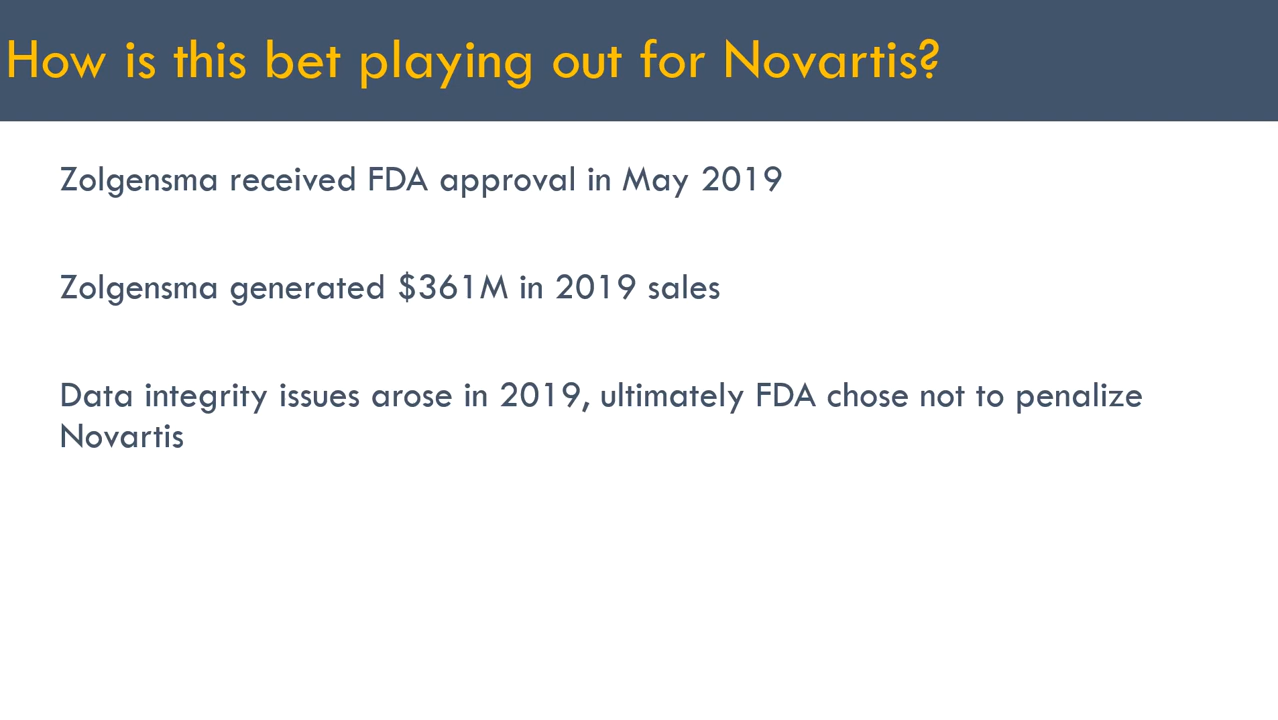 How is this bet playing out for Novartis?
Zolgensma received FDA approval in May 2019
Zolgensma generated $361M in 2019 sales
Data integrity issues arose in 2019, ultimately FDA chose not to penalize
Novartis